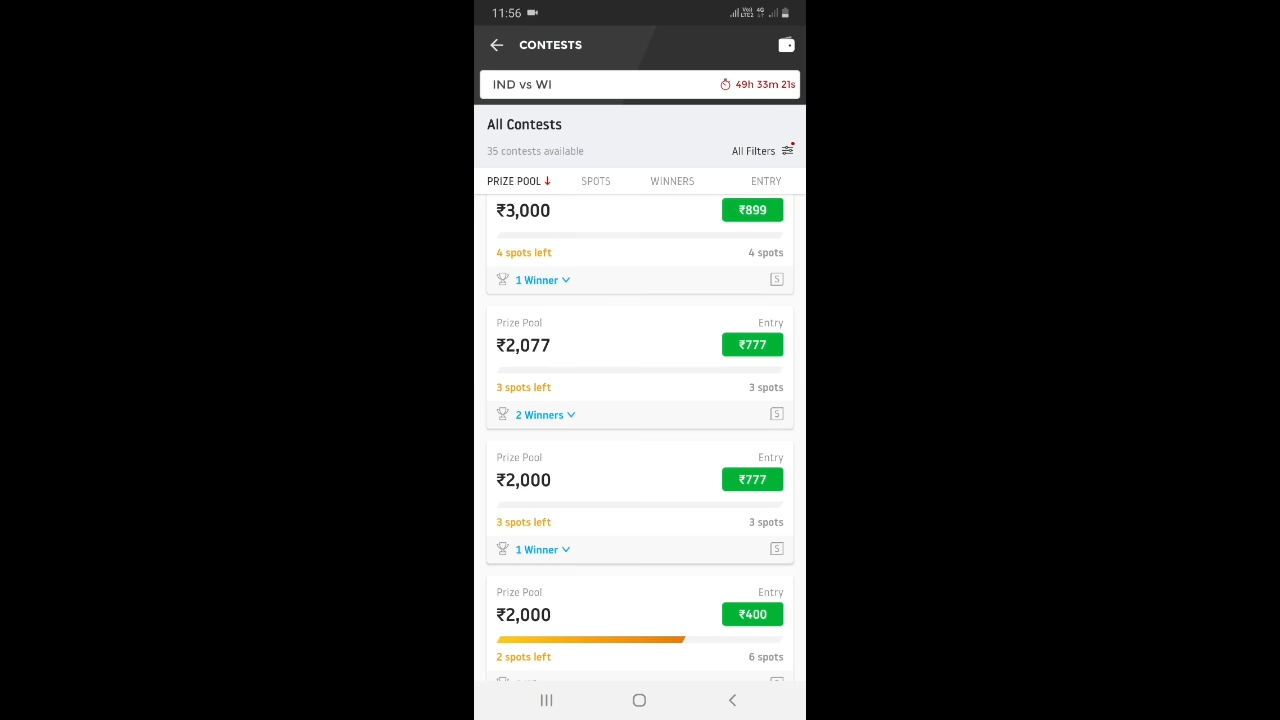 11:56
Vo) 4G
LTE2
CONTESTS
IND vs WI 49h 33m 21s
All Contests
35 contests available All Filters
PRIZE POOL SPOTS WINNERS ENTRY
₹3,000 ₹899
4 spots left 4 spots
1 Winner S
Prize Pool Entry
₹2,077 ₹777
3 spots left 3 spots
2 Winners S
Prize Pool Entry
₹2,000 ₹777
3 spots left 3 spots
1 Winner S
Prize Pool Entry
₹2,000 ₹400
2 spots left 6 spots